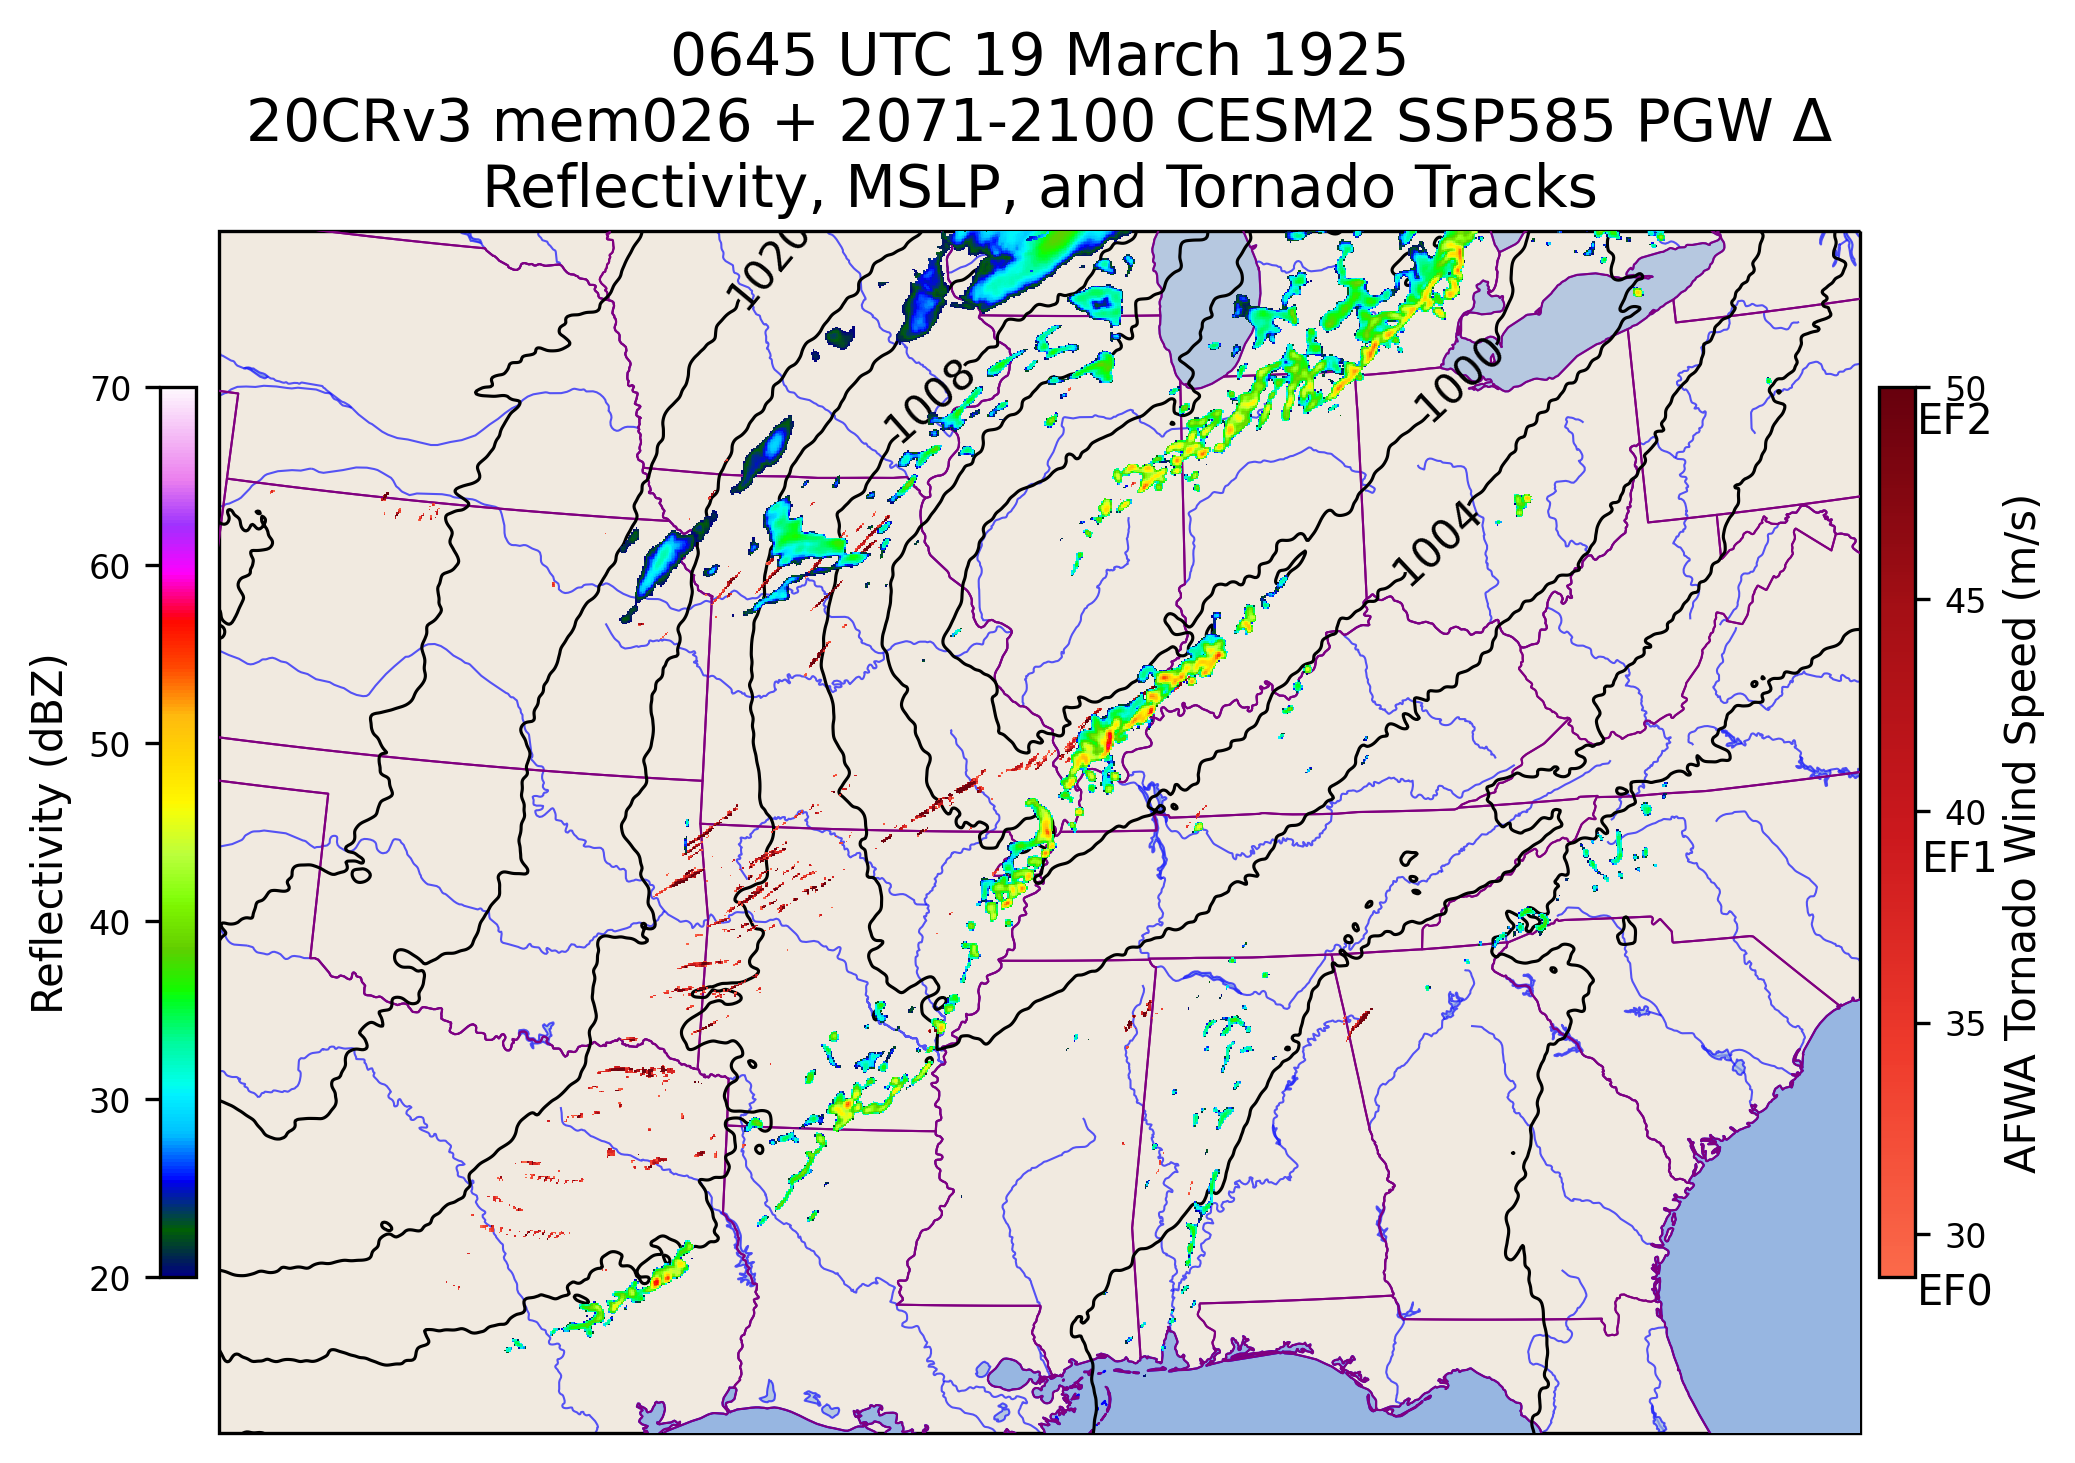 0645 UTC 19 March 1925
20CRv3 mem026 + 2071-2100 CESM2 SSP585 PGW Δ
Reflectivity, MSLP, and Tornado Tracks
1020
1008
1000
1004
70
60
50
40
30
20
Reflectivity (dBZ)
50
EF2
45
40
EF1
35
30
EF0
AFWA Tornado Wind Speed (m/s)